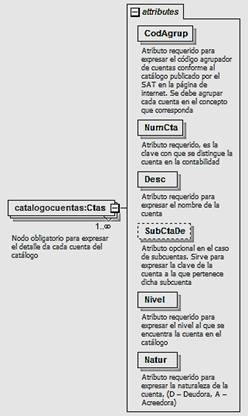 attributes
CodAgrup
Atributo requerido para
expresar el código agrupador
de cuentas conforme al
catálogo publicado por el
SAT en la página de
internet. Se debe agrupar
cada cuenta en el concepto
que corresponda
NumCta
Atributo requerido, es la
clave con que se distingue la
cuenta en la contabilidad
Desc
Atributo requerido para
expresar el nombre de la
cuenta
catalogocuentas:Ctas
1..∞
Nodo obligatorio para expresar
el detalle da cada cuenta del
catálogo
SubCtaDe
Atributo opcional en el caso
de subcuentas. Sirve para
expresar la clave de la cuenta
a la que pertenece
dicha subcuenta
Nivel
Atributo requerido para
expresar el nivel al que se
encuentra la cuenta en el
catálogo
Natur
Atributo requerido para
expresar la naturaleza de la
cuenta, (D - Deudora, A -
Acreedora)